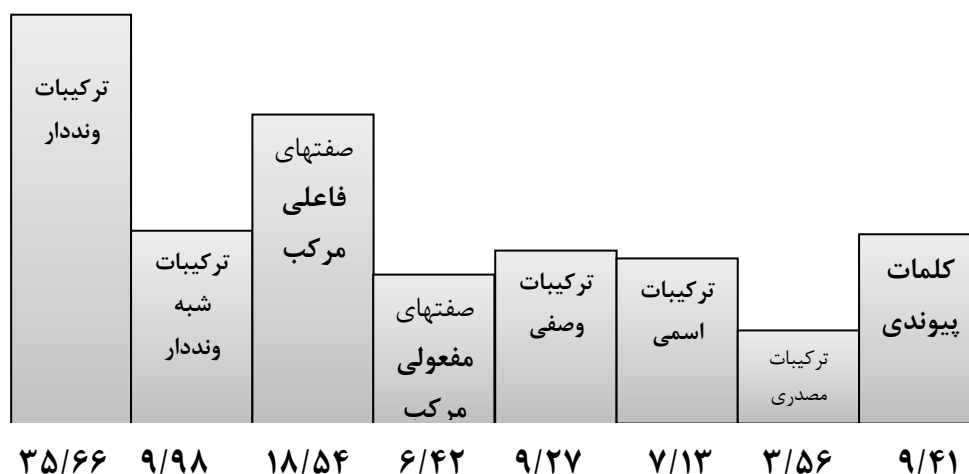 ترکیبات
ونددار
ترکیبات
شبه
ونددار
صفتهای
فاعلی
مرکب
صفتهای
مفعولی
مرکب
ترکیبات
وصفی
ترکیبات
اسمی
ترکیبات
مصدری
کلمات
پیوندی
۳۵/۶۶ ۹/۹۸ ۱۸/۵۴ ۶/۴۲ ۹/۲۷ ۷/۱۳ ۳/۵۶ ۹/۴۱